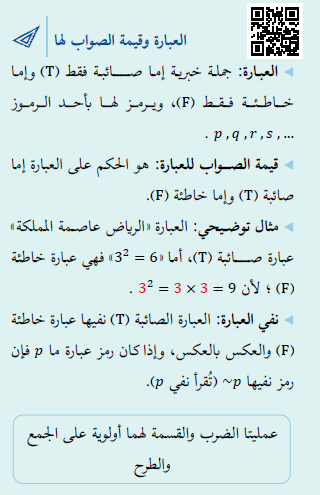 العبارة وقيمة الصواب لها
العبارة: جملة خبرية إما صائبة فقط (T) وإما
خاطئة فقط (F)، ويرمز لها بأحد الرموز
p , q , r , s , ... .
قيمة الصواب للعبارة: هو الحكم على العبارة إما
صائبة (T) وإما خاطئة (F).
مثال توضيحي: العبارة «الرياض عاصمة المملكة»
عبارة صائبة (T)، أما «3² = 6» فهي عبارة خاطئة
(F) ؛ لأن 3² = 3 × 3 = 9 .
نفي العبارة: العبارة الصائبة (T) نفيها عبارة خاطئة
(F) والعكس بالعكس، وإذا كان رمز عبارة ما p فإن
رمز نفيها ~p (تُقرأ نفي p).
عمليتا الضرب والقسمة لهما أولوية على الجمع
والطرح